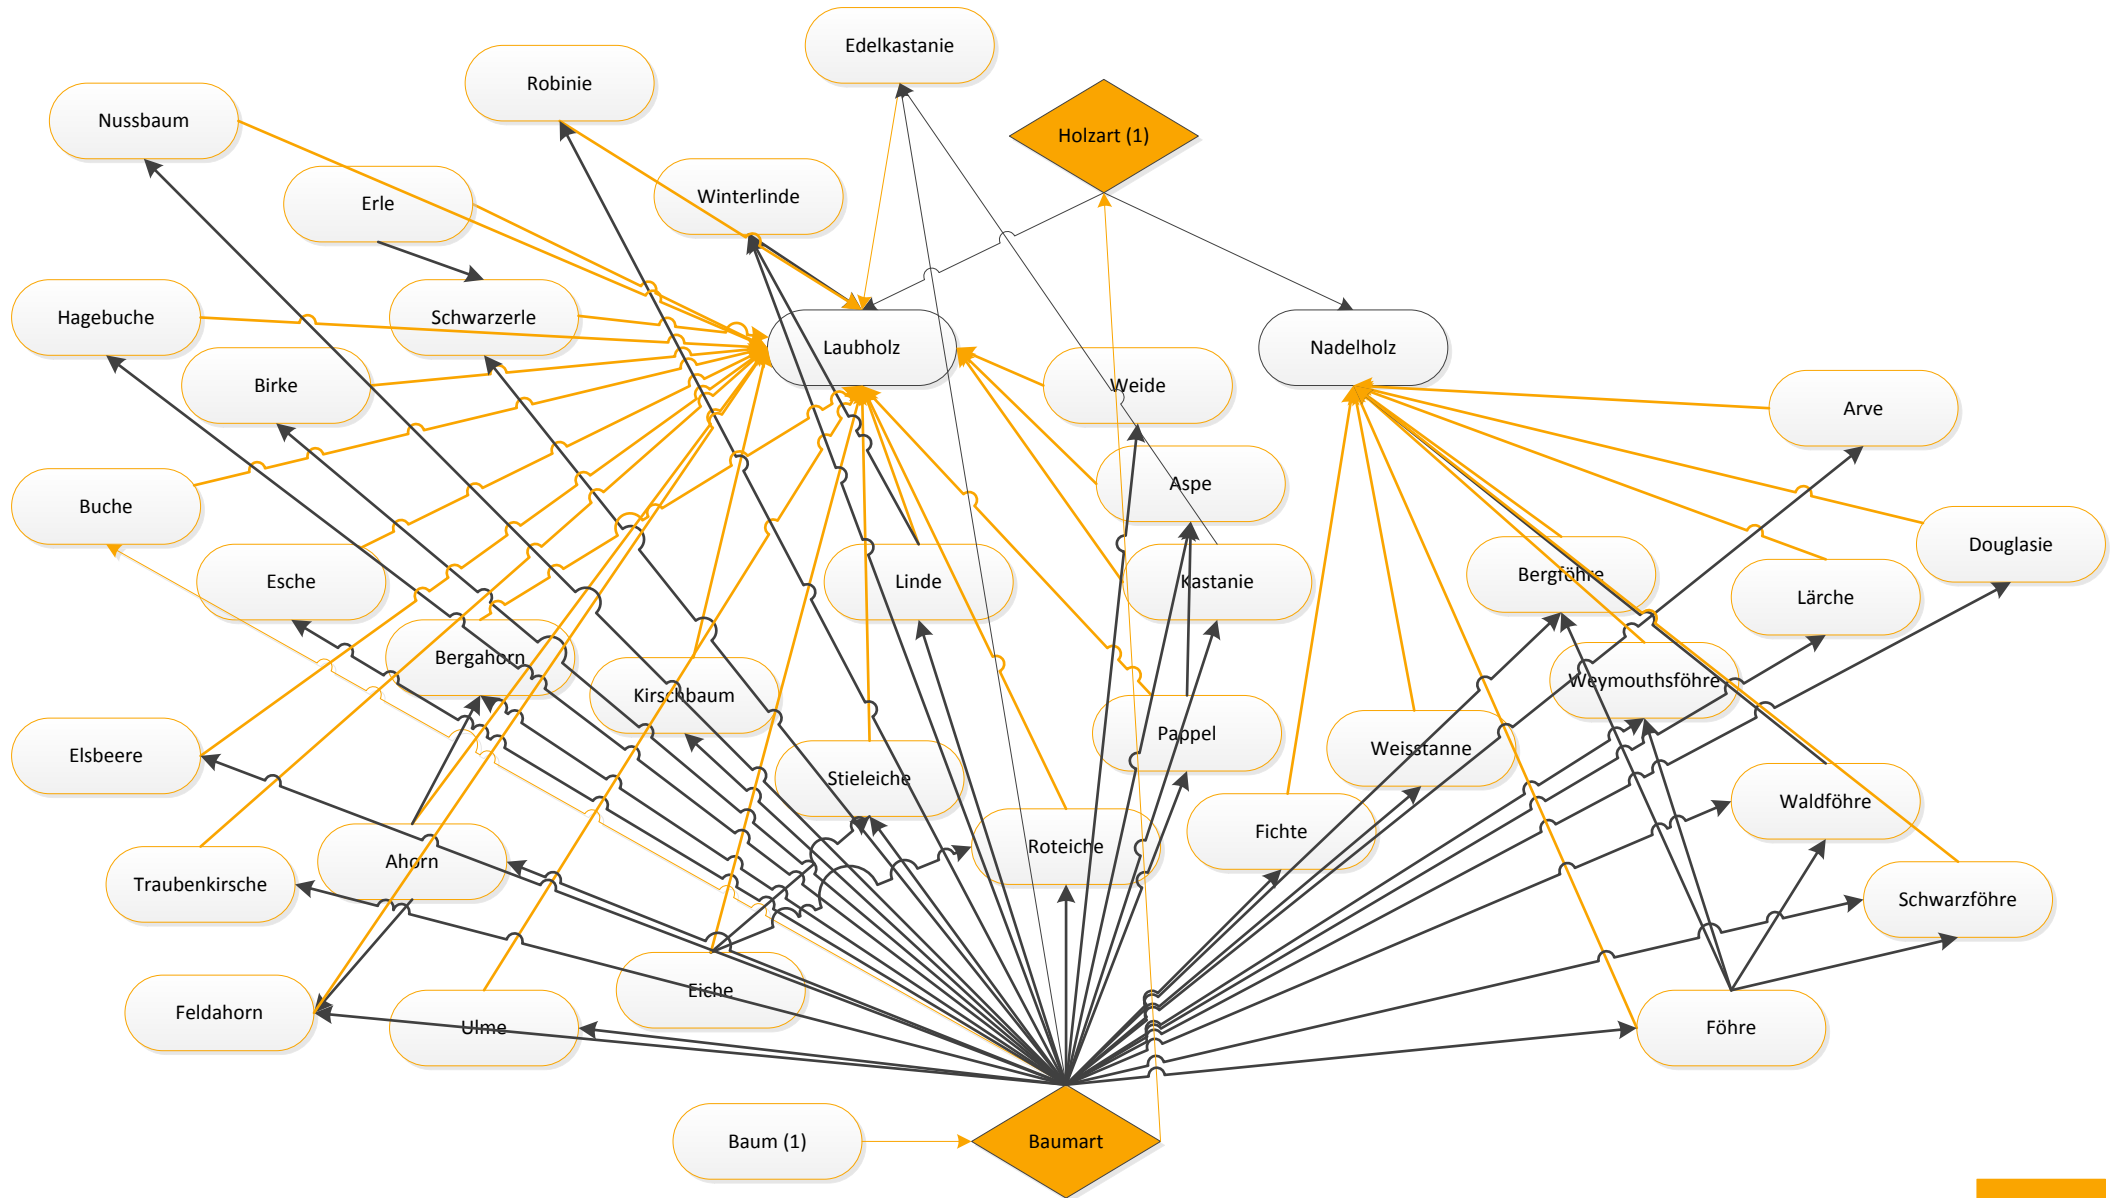 Edelkastanie
Robinie
Nussbaum
Holzart (1)
Winterlinde
Erle
Hagebuche
Schwarzerle
Laubholz
Nadelholz
Birke
Weide
Arve
Aspe
Buche
Douglasie
Esche
Linde
Kastanie
Bergföhre
Lärche
Bergahorn
Kirschbaum
Weymouthsföhre
Elsbeere
Stieleiche
Pappel
Weisstanne
Waldföhre
Traubenkirsche
Ahorn
Roteiche
Fichte
Schwarzföhre
Feldahorn
Ulme
Eiche
Föhre
Baum (1)
Baumart